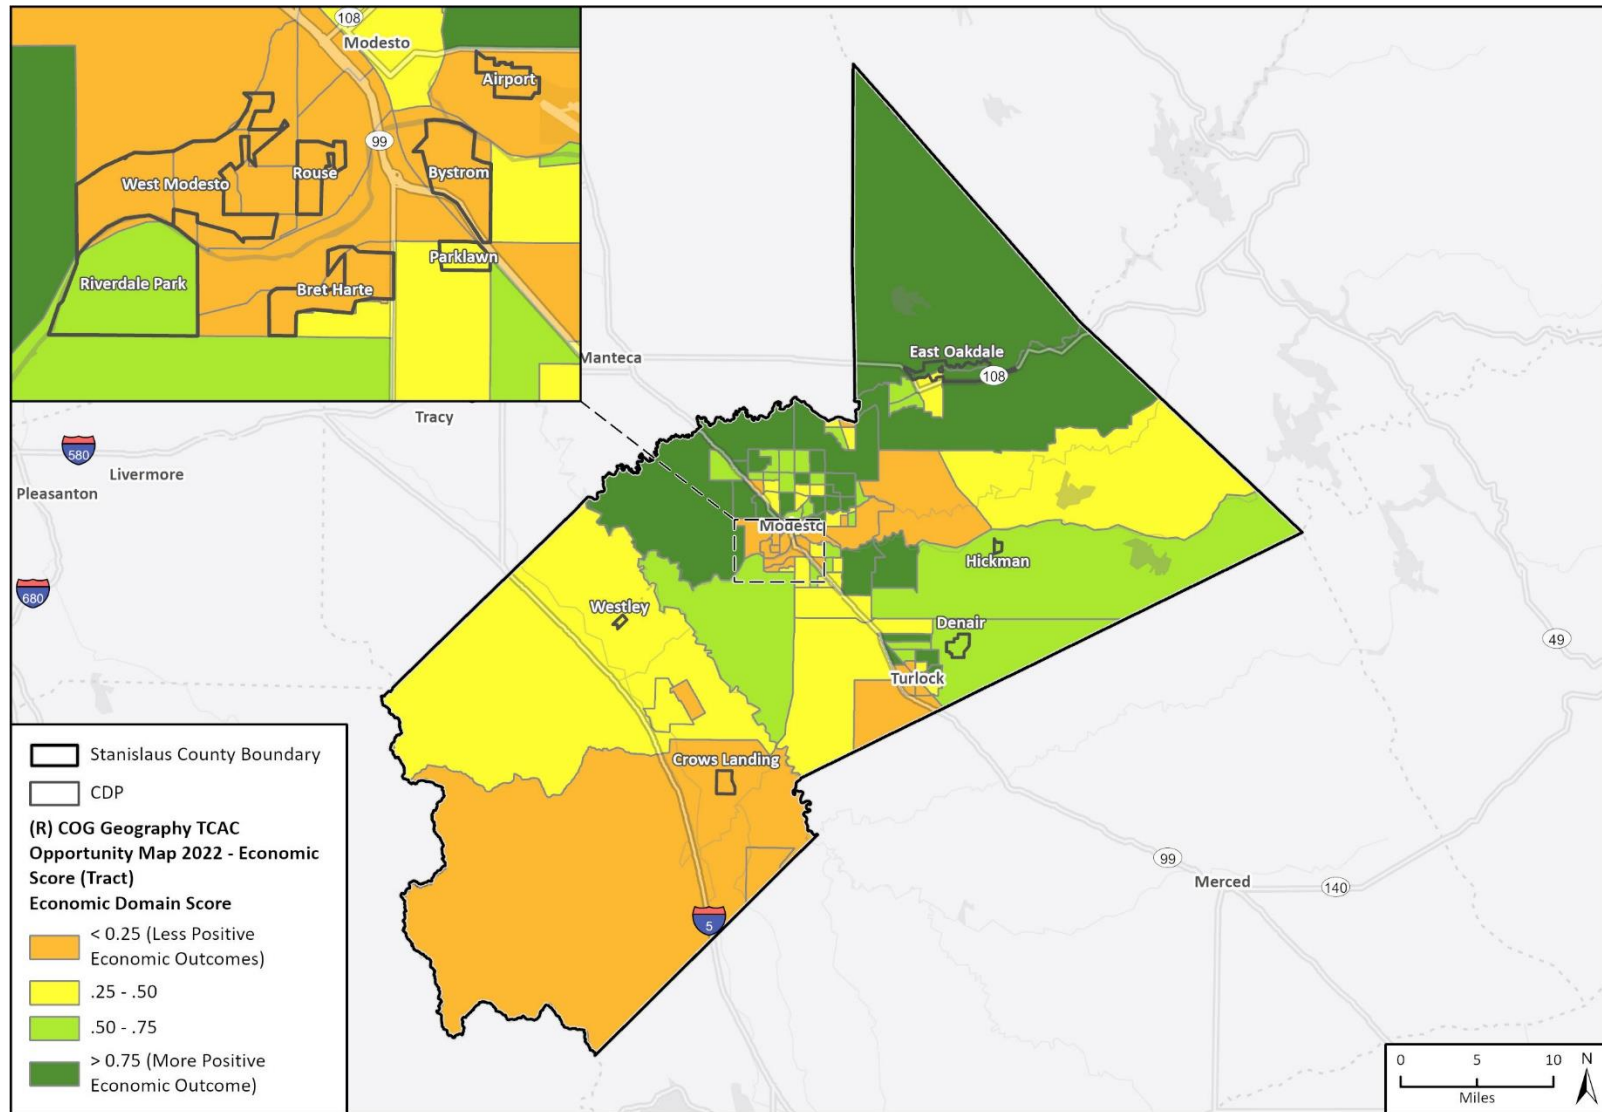 108
Modesto
Airport
99
West Modesto
Rouse
Bystrom
Parklawn
Riverdale Park
Bret Harte
Manteca
Tracy
580
Livermore
Pleasanton
680
East Oakdale
108
Modesto
Hickman
Westley
Denair
Turlock
49
Crows Landing
99
Merced
140
5
Stanislaus County Boundary
CDP
(R) COG Geography TCAC
Opportunity Map 2022 - Economic
Score (Tract)
Economic Domain Score
< 0.25 (Less Positive
Economic Outcomes)
.25 - .50
.50 - .75
> 0.75 (More Positive
Economic Outcome)
0 5 10
Miles
N